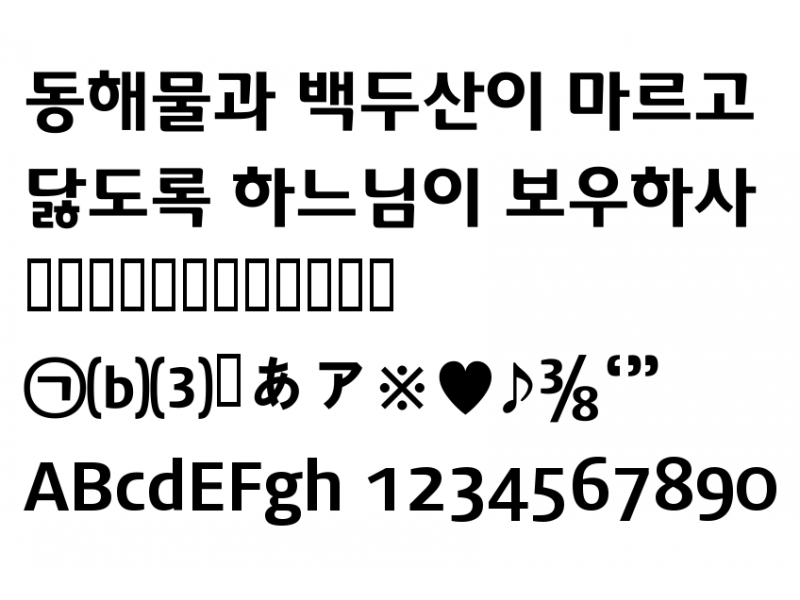 동해물과 백두산이 마르고
닳도록 하느님이 보우하사
㉠⒝⑶ あ ア ※♥♪⅜ ‘”
ABcdEFgh 1234567890